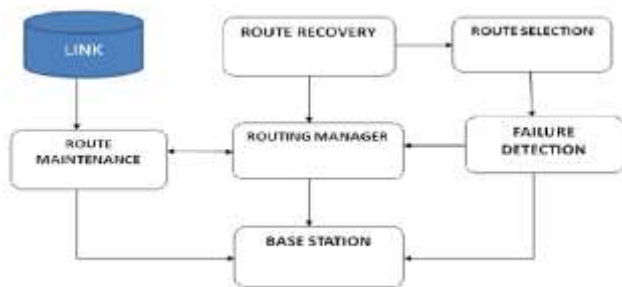 LINK
ROUTE RECOVERY
ROUTE SELECTION
ROUTE
MAINTENANCE
ROUTING MANAGER
FAILURE
DETECTION
BASE STATION